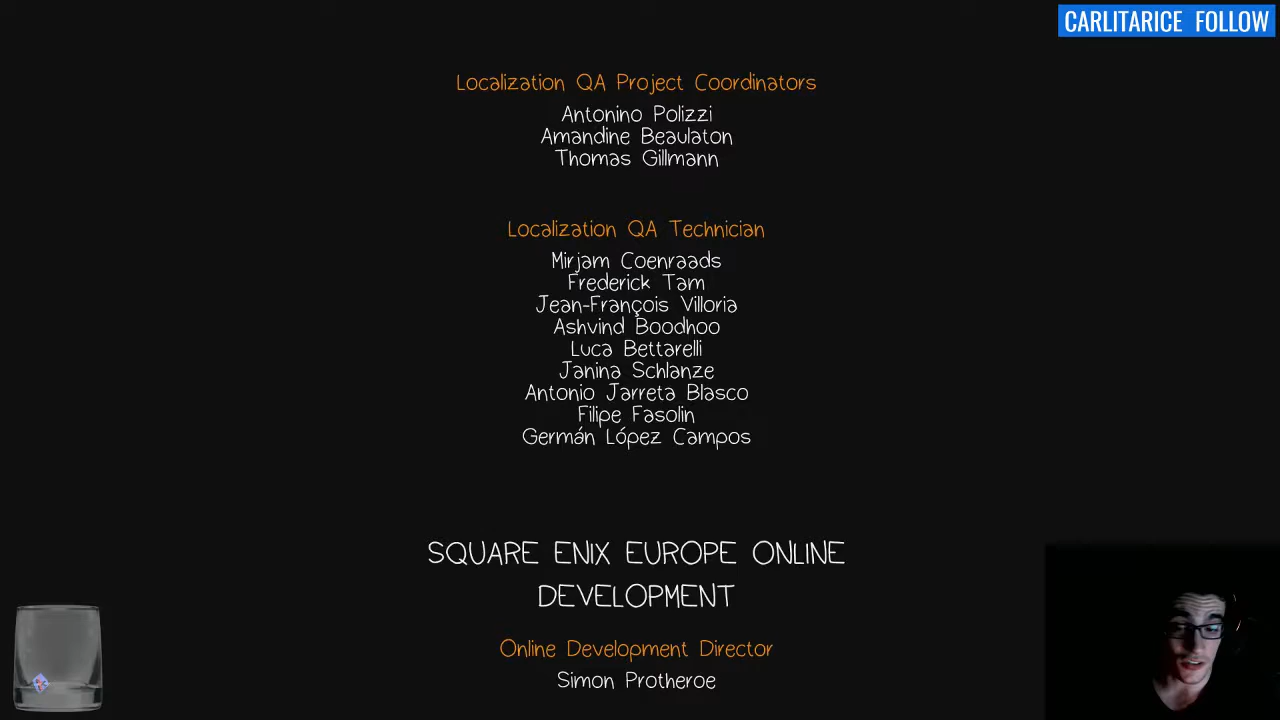 CARLITARICE FOLLOW
Localization QA Project Coordinators
Antonino Polizzi
Amandine Beaulaton
Thomas Gillmann
Localization QA Technician
Mirjam Coenraads
Frederick Tam
Jean-François Villoria
Ashvind Boodhoo
Luca Bettarelli
Janina Schlanze
Antonio Jarreta Blasco
Filipe Fasolin
Germán López Campos
SQUARE ENIX EUROPE ONLINE
DEVELOPMENT
Online Development Director
Simon Protheroe